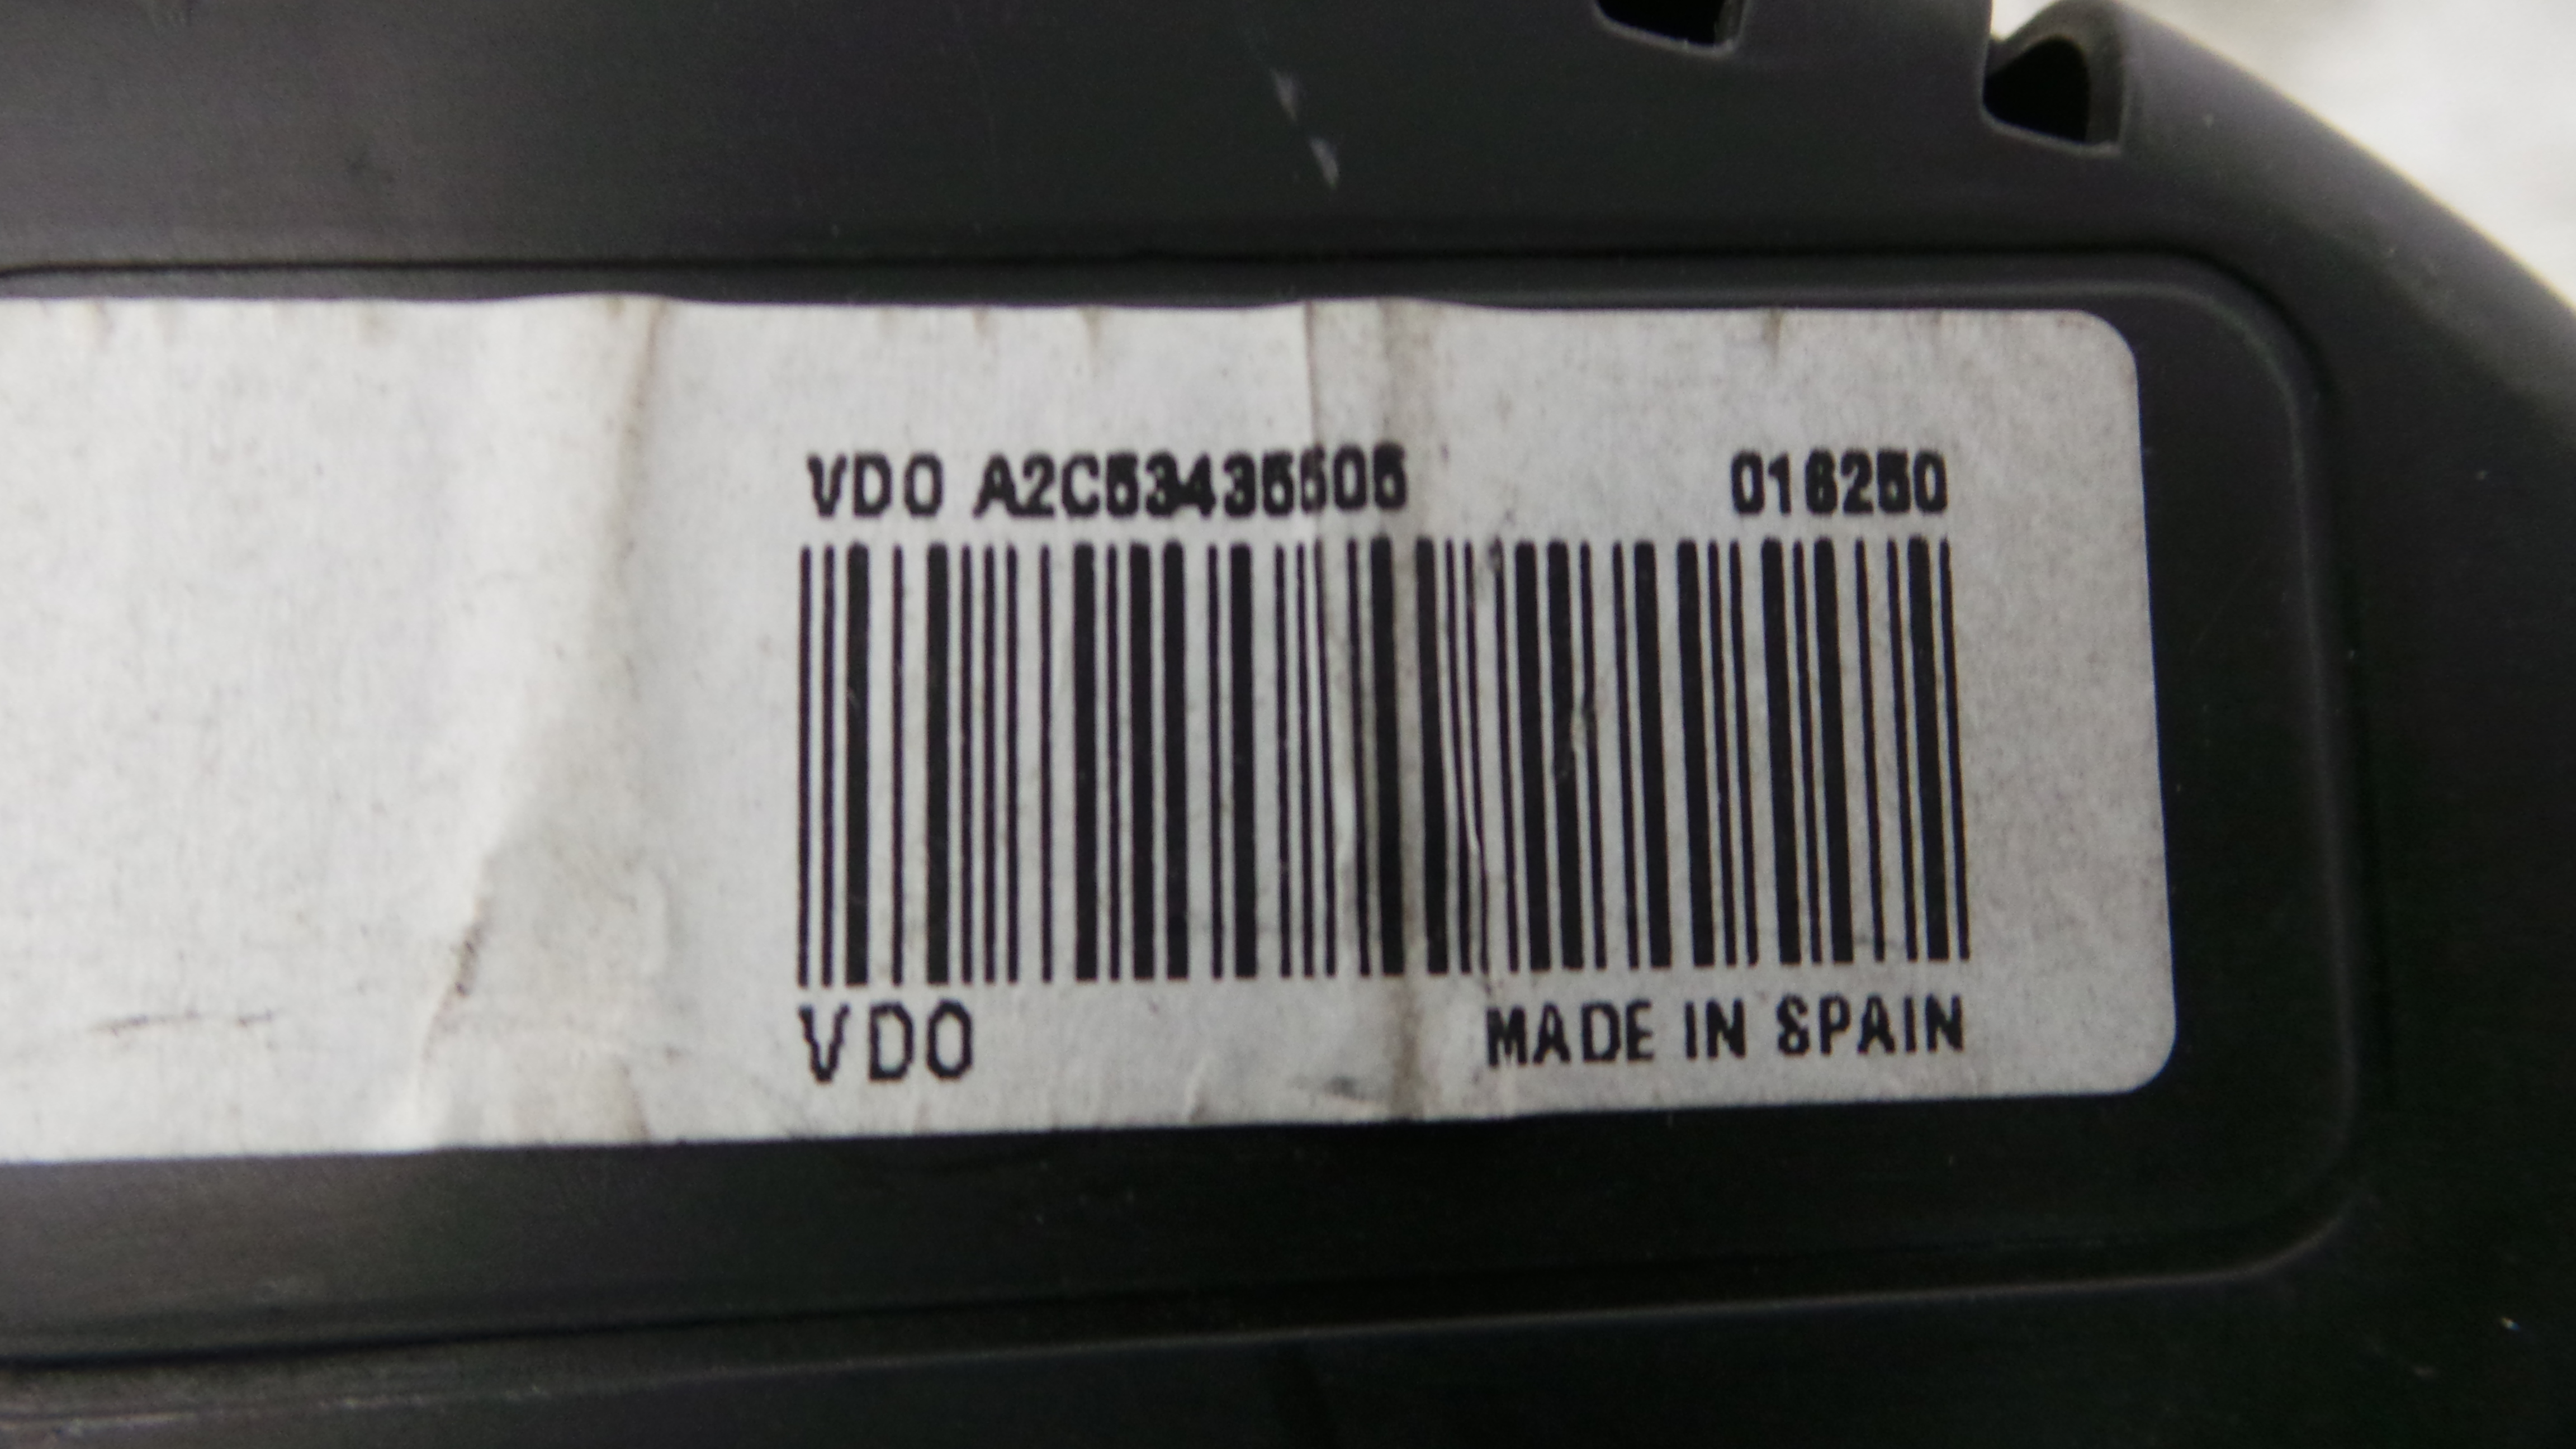 VDO A2C53435505 016250
VDO MADE IN SPAIN